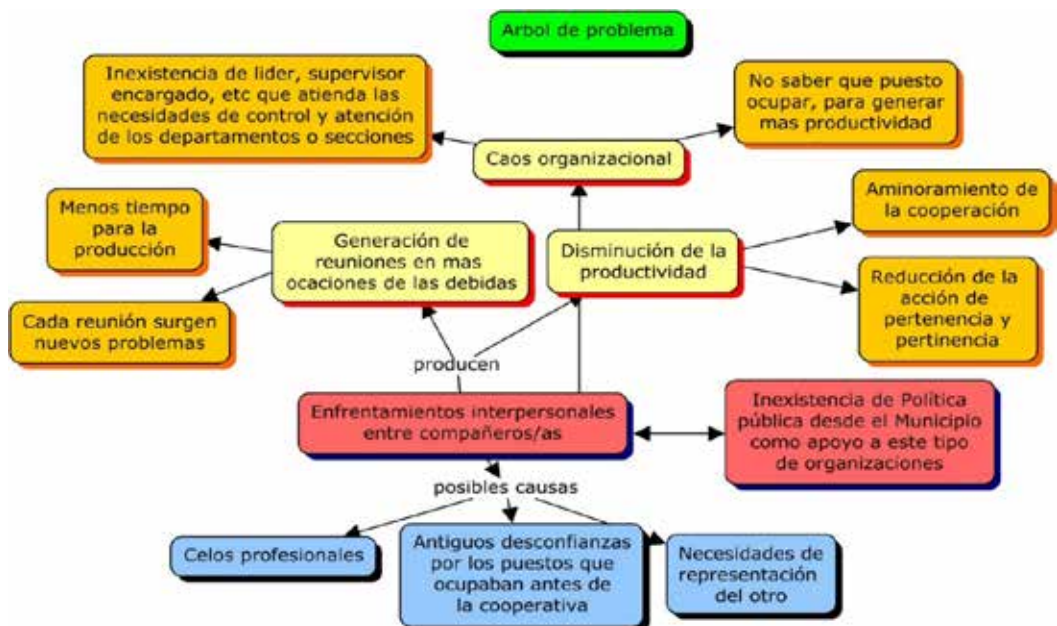 Arbol de problema
Inexistencia de lider, supervisor
encargado, etc que atienda las
necesidades de control y atención
de los departamentos o secciones
No saber que puesto
ocupar, para generar
mas productividad
Caos organizacional
Menos tiempo
para la
producción
Generación de
reuniones en mas
ocaciones de las debidas
Disminución de la
productividad
Aminoramiento de
la cooperación
Cada reunión surgen
nuevos problemas
Reducción de la
acción de
pertenencia y
pertinencia
producen
Enfrentamientos interpersonales
entre compañeros/as
Inexistencia de Política
pública desde el Municipio
como apoyo a este tipo
de organizaciones
posibles causas
Celos profesionales
Antiguos desconfianzas
por los puestos que
ocupaban antes de
la cooperativa
Necesidades de
representación
del otro